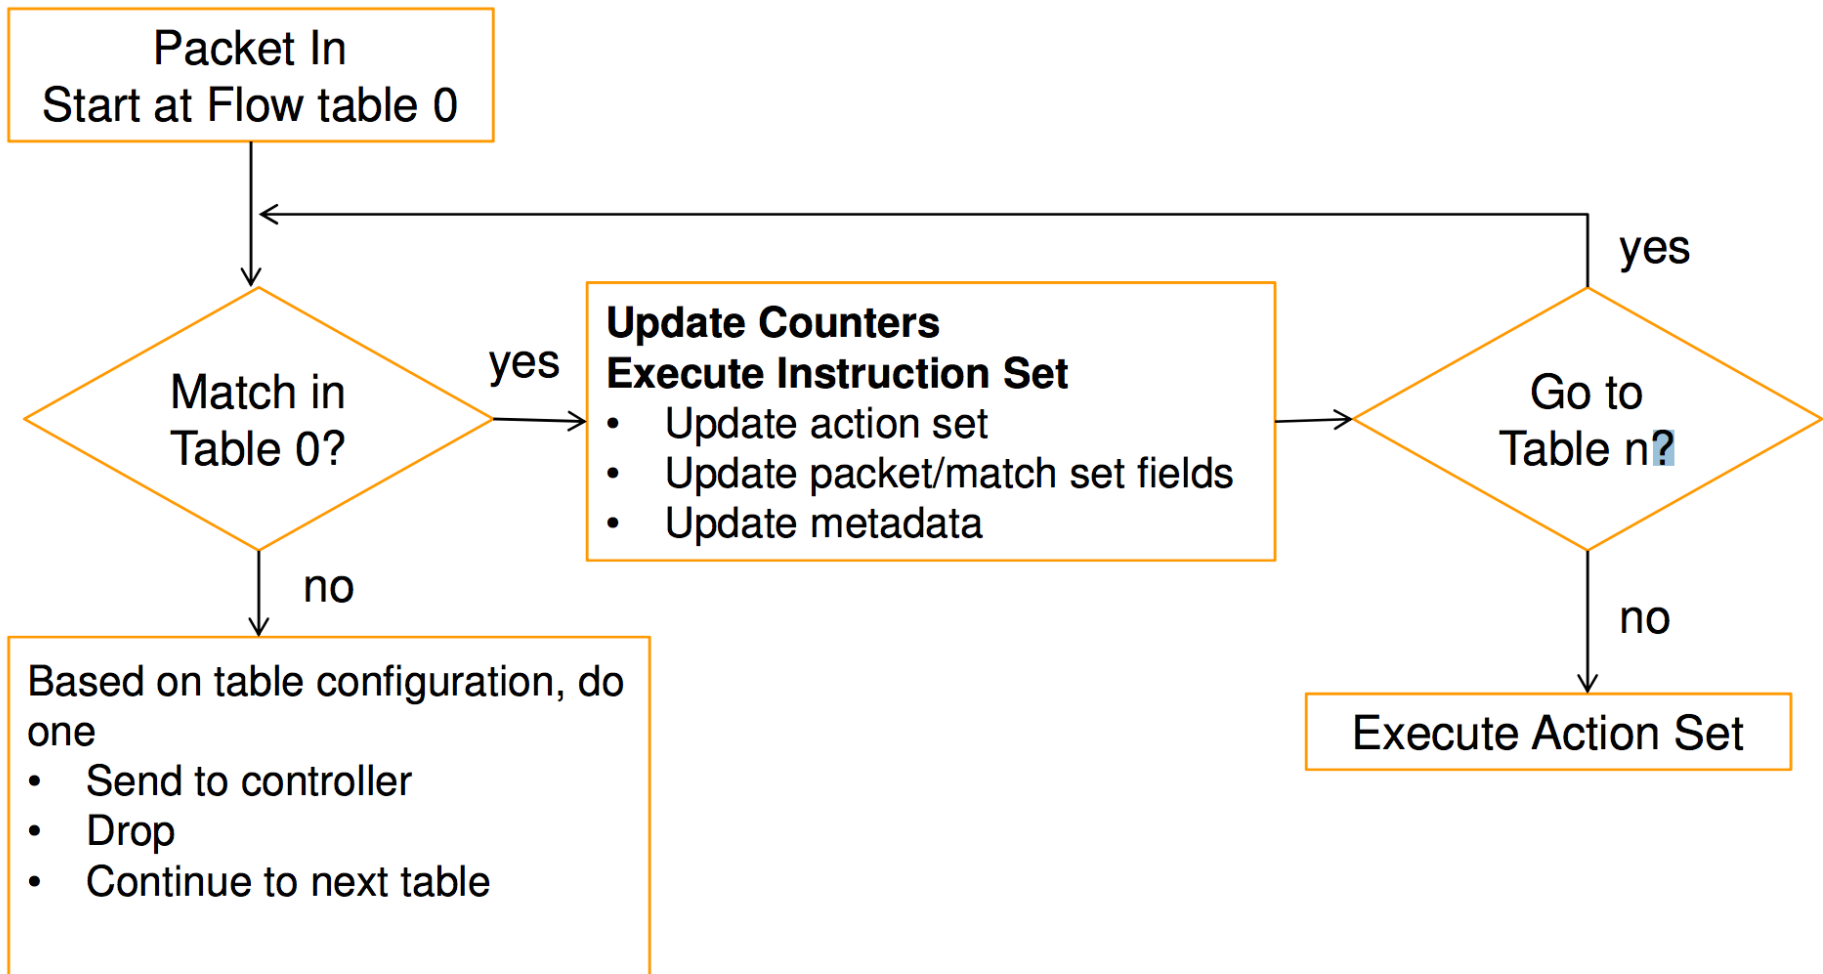 Packet In
Start at Flow table 0
yes
Match in
Table 0?
yes
Update Counters
Execute Instruction Set
• Update action set
• Update packet/match set fields
• Update metadata
Go to
Table n?
no
no
Based on table configuration, do
one
• Send to controller
• Drop
• Continue to next table
Execute Action Set